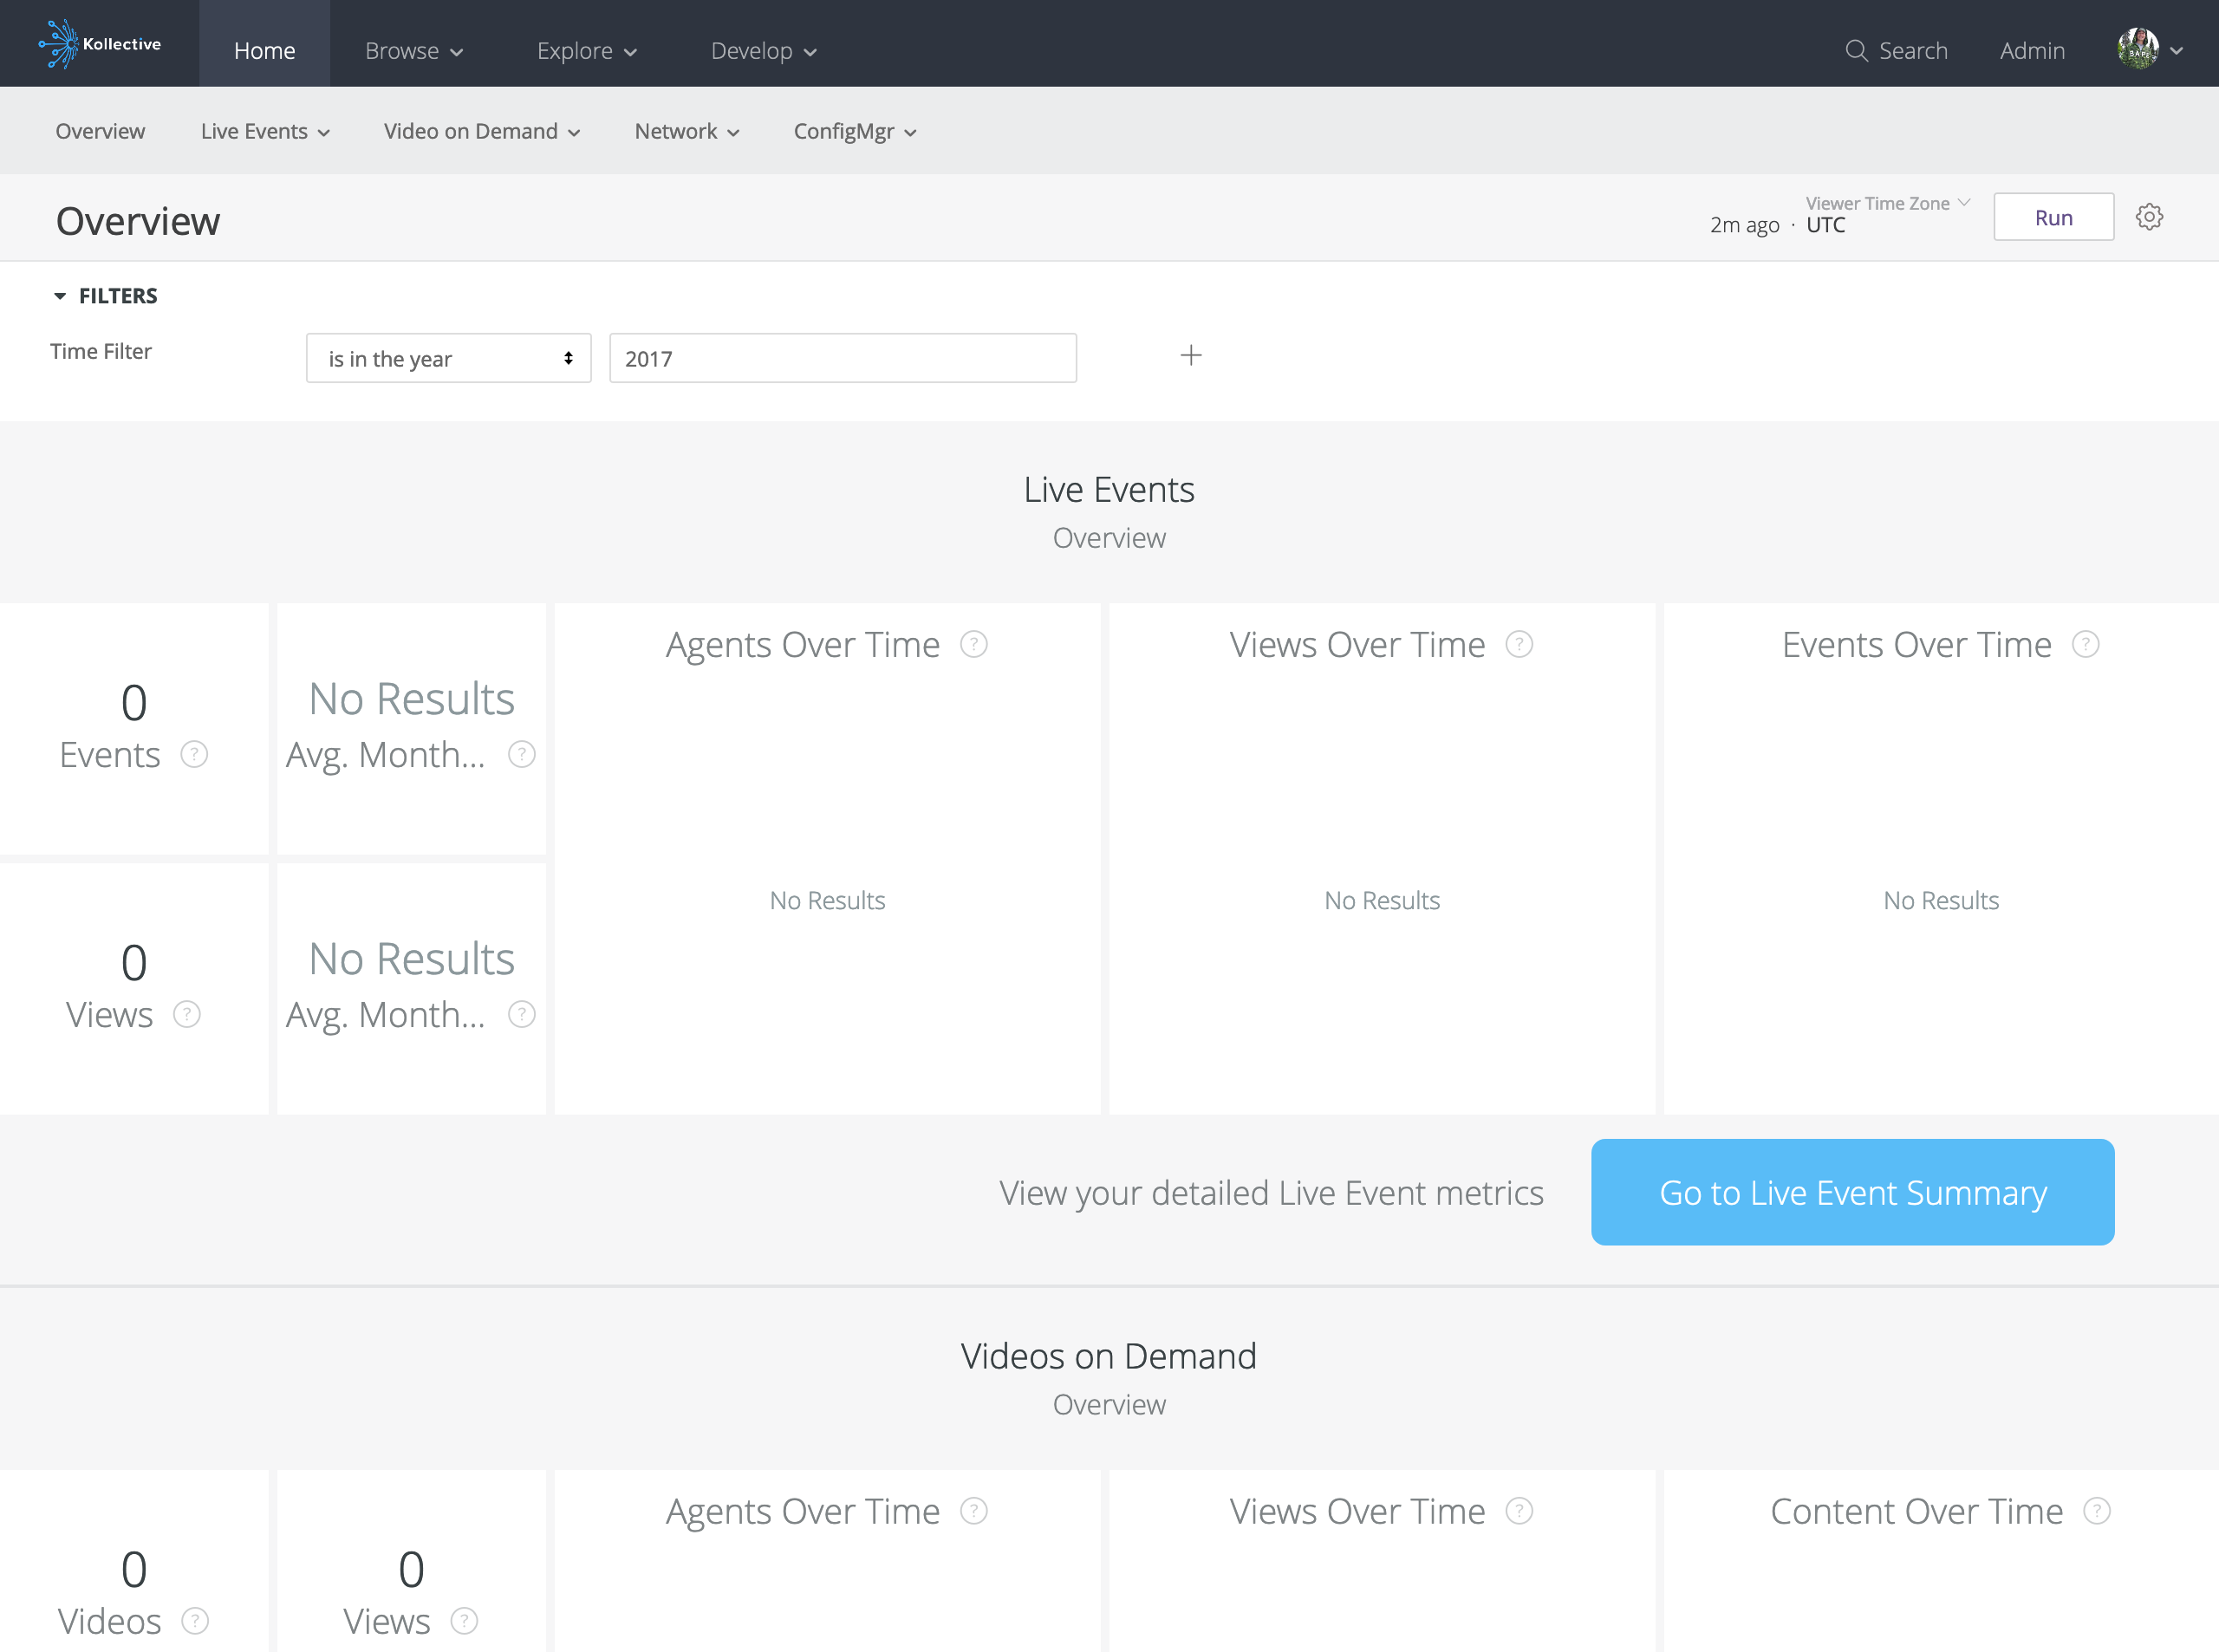 Kollective
Home
Browse
Explore
Develop
Search
Admin
Overview
Live Events
Video on Demand
Network
ConfigMgr
Overview
2m ago ·
Viewer Time Zone
UTC
Run
FILTERS
Time Filter
is in the year
2017
Live Events
Overview
0
Events ?
No Results
Avg. Month... ?
Agents Over Time ?
No Results
Views Over Time ?
No Results
Events Over Time ?
No Results
0
Views ?
No Results
Avg. Month... ?
View your detailed Live Event metrics
Go to Live Event Summary
Videos on Demand
Overview
0
Videos ?
0
Views ?
Agents Over Time ?
Views Over Time ?
Content Over Time ?